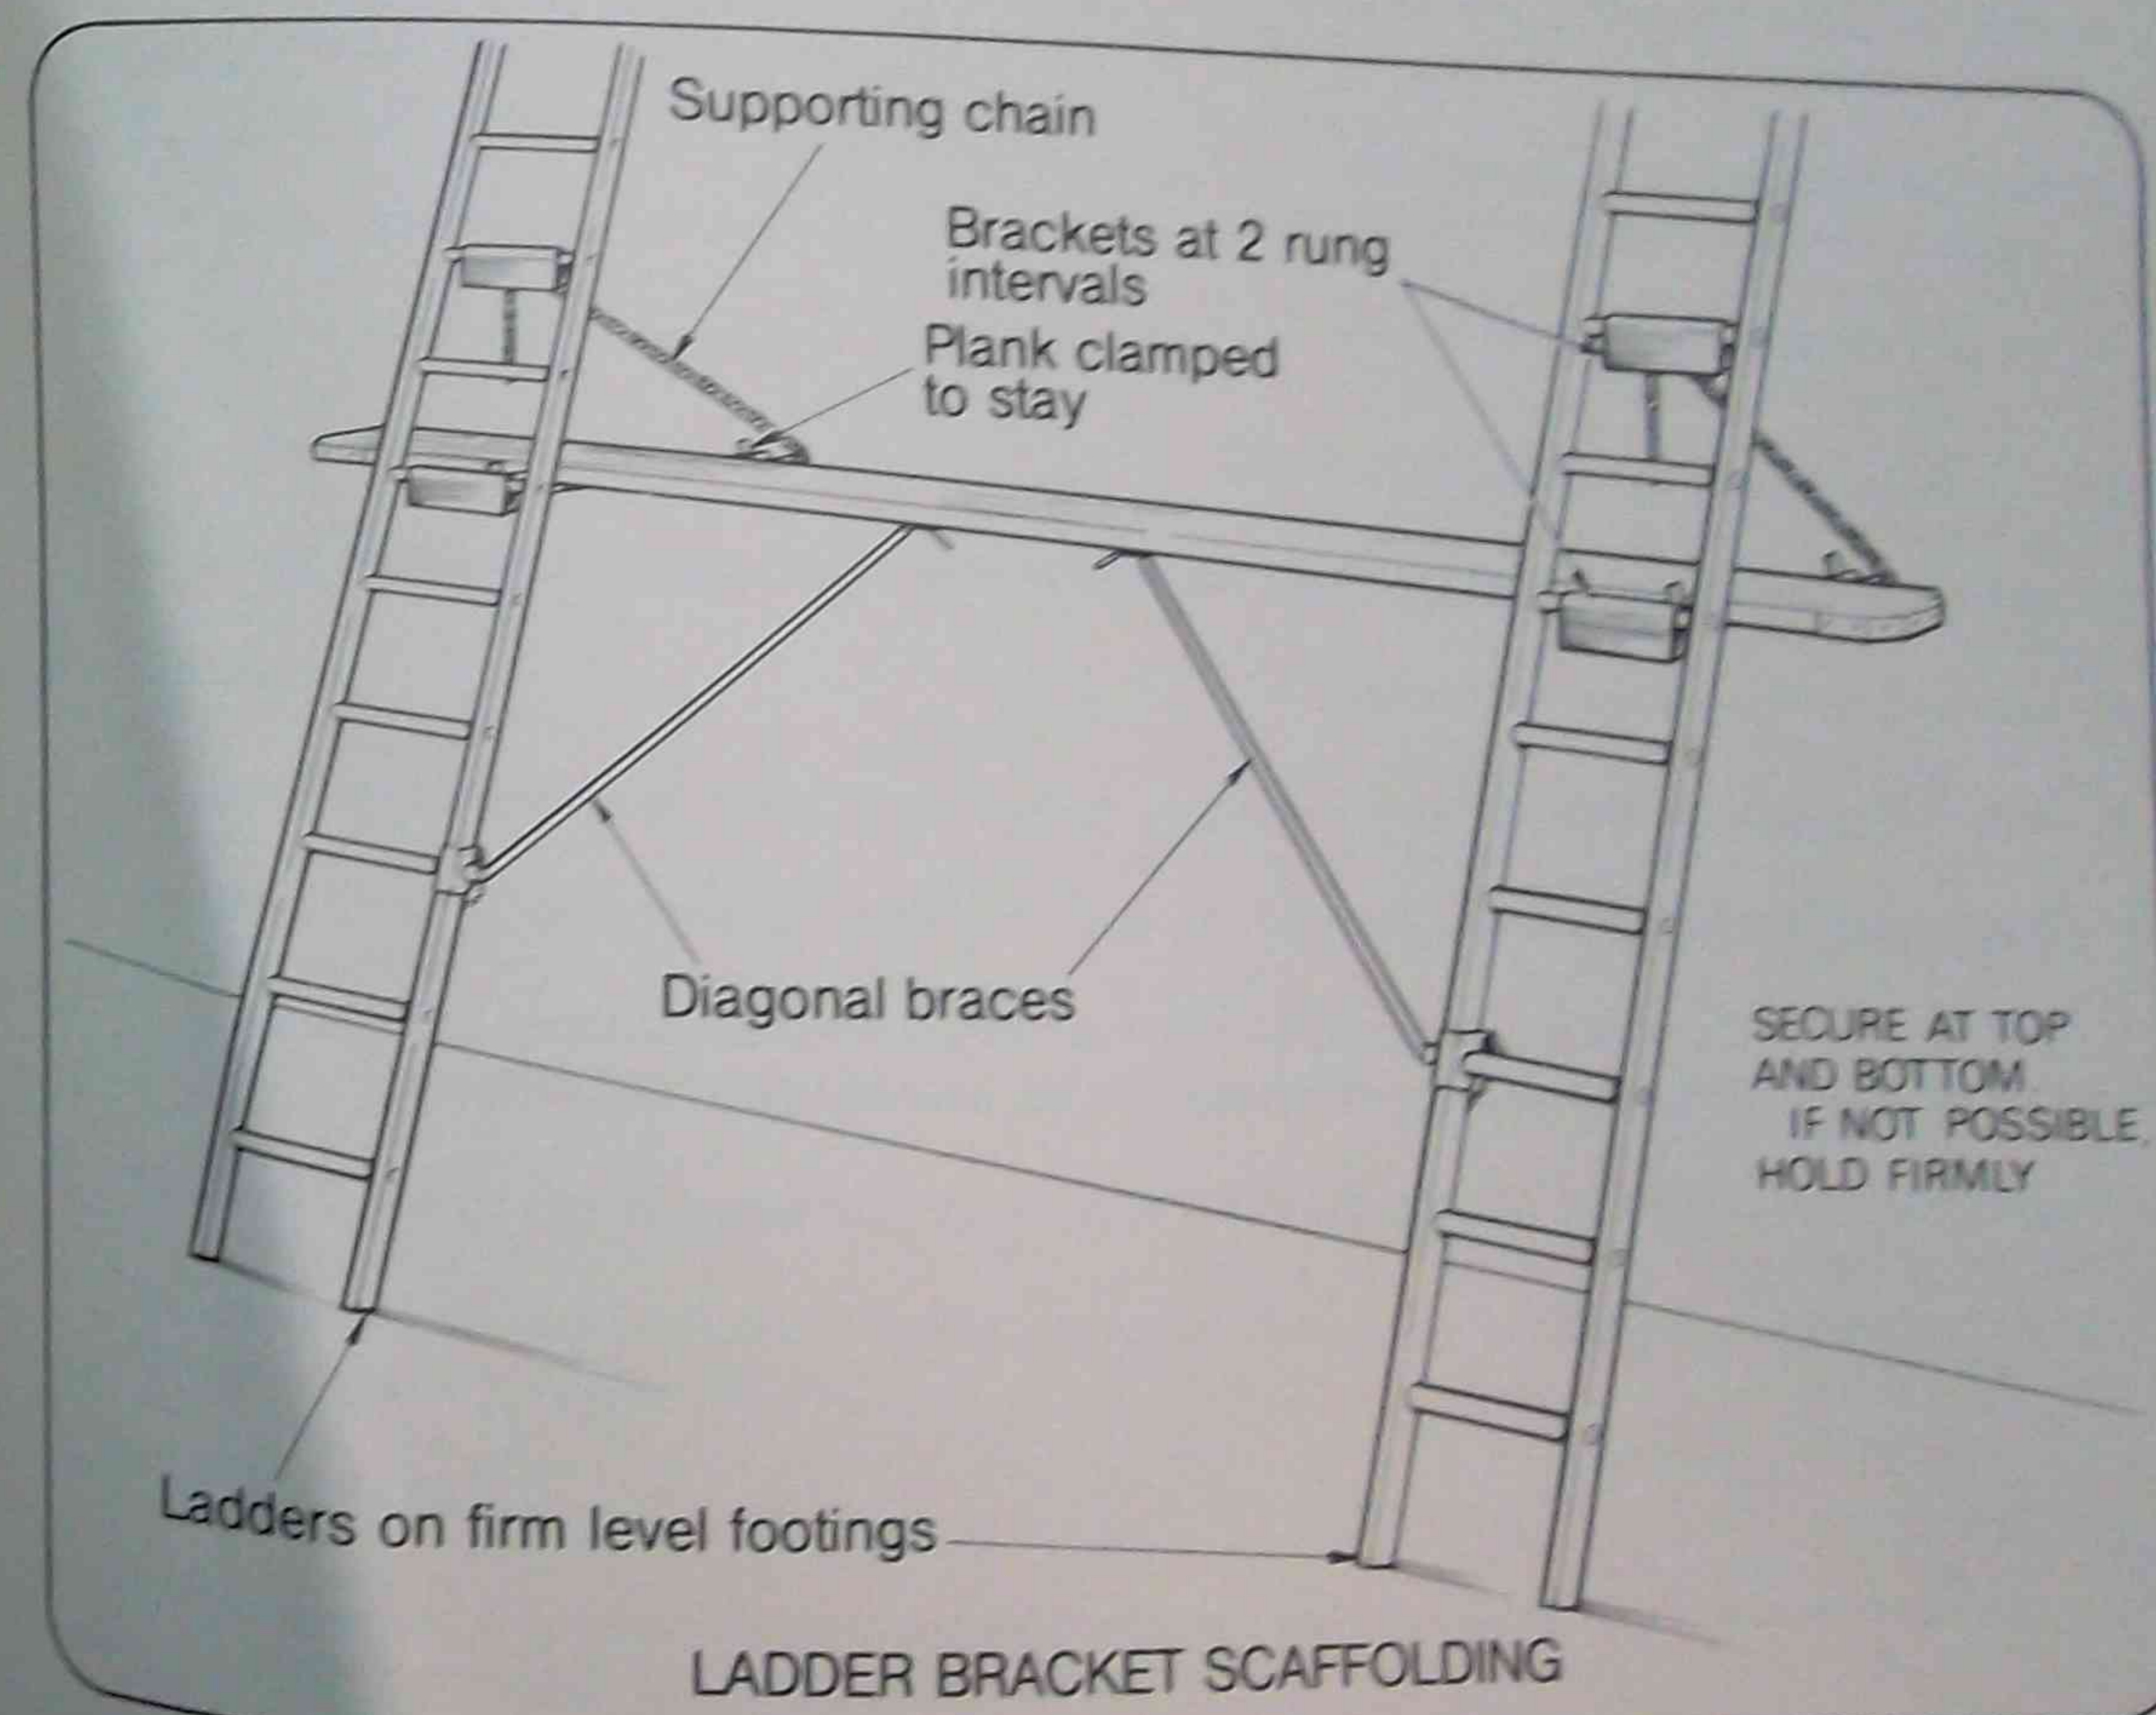 Supporting chain
Brackets at 2 rung
intervals
Plank clamped
to stay
Diagonal braces
SECURE AT TOP
AND BOTTOM
IF NOT POSSIBLE,
HOLD FIRMLY
Ladders on firm level footings
LADDER BRACKET SCAFFOLDING